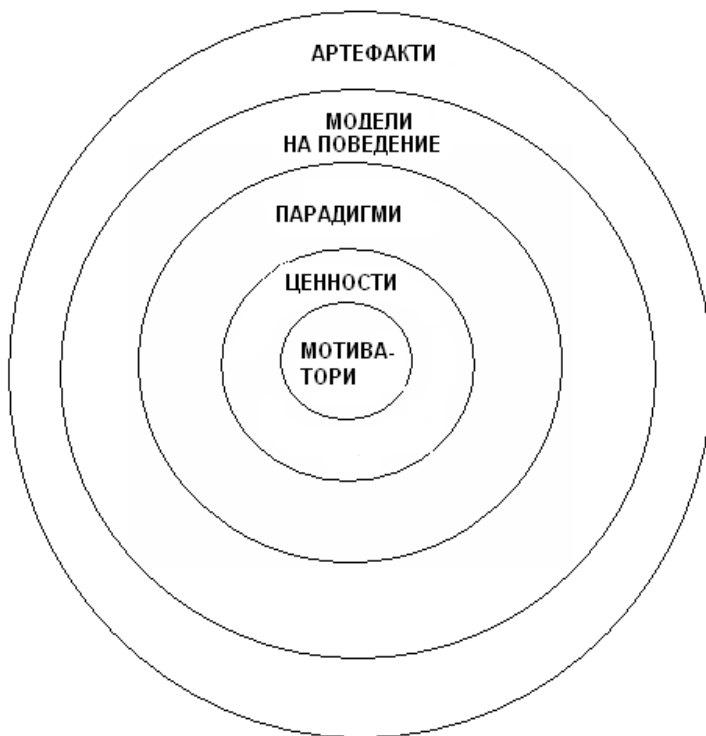 АРТЕФАКТИ
МОДЕЛИ
НА ПОВЕДЕНИЕ
ПАРАДИГМИ
ЦЕННОСТИ
МОТИВА-
ТОРИ